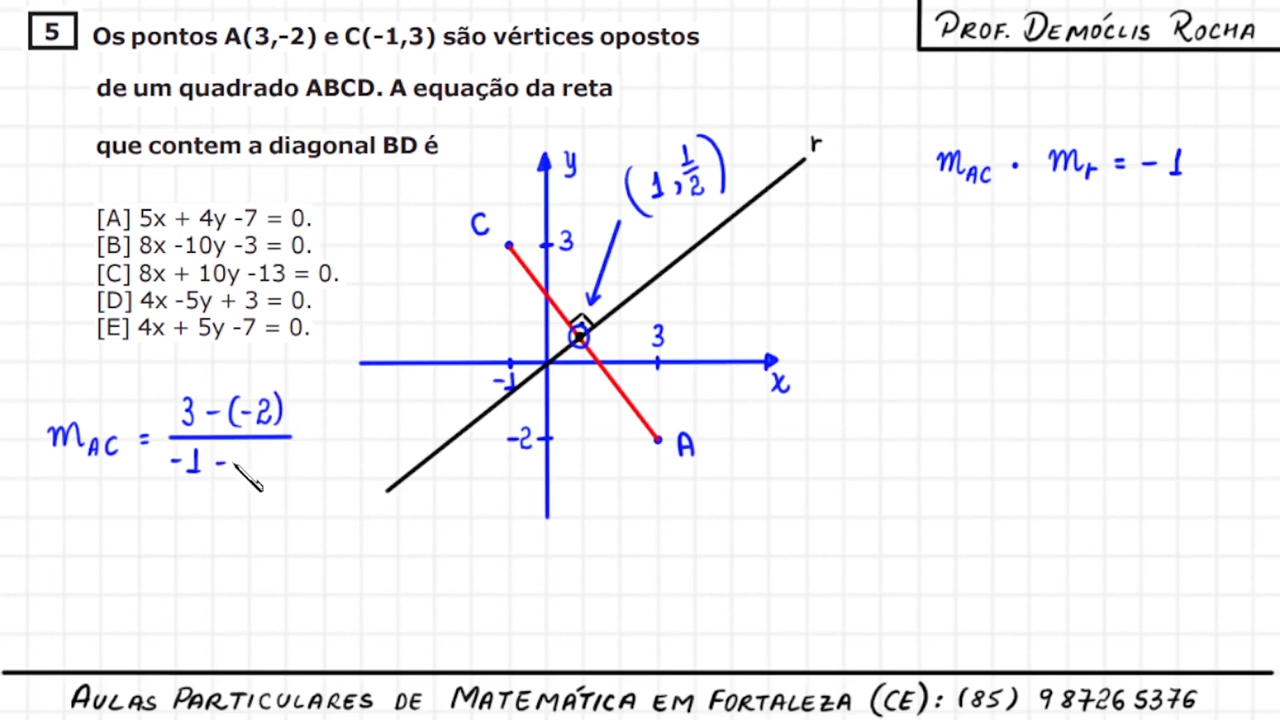 5 Os pontos A(3,-2) e C(-1,3) são vértices opostos
de um quadrado ABCD. A equação da reta
que contem a diagonal BD é
[A] 5x + 4y -7 = 0.
[B] 8x -10y -3 = 0.
[C] 8x + 10y -13 = 0.
[D] 4x -5y + 3 = 0.
[E] 4x + 5y -7 = 0.
PROF. DEMÓCLIS ROCHA
m_AC · m_r = -1
y
r
(1, 1/2)
C
3
3
-1
x
-2
A
m_AC = 3-(-2)
-1 -
AULAS PARTICULARES DE MATEMÁTICA EM FORTALEZA (CE): (85) 987265376